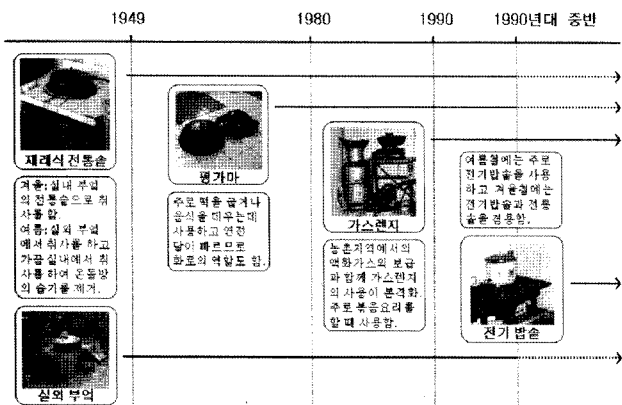 1949
1980
1990
1990년대 중반
재래식 전통솥
겨울;실내 부엌
의 전통솥으로 취
사를함.
여름;실외 부엌
에서 취사를 하고
가끔실내에서 취
사를하여 온돌방
의 습기를 제거.
실외 부엌
평가마
주로 떡을 굽거나
음식을 데우는데
사용하고 열전
달이 빠르므로
화로의 역할도 함.
가스렌지
농촌지역에서의
액화가스의 보급
과 함께 가스렌지
의 사용이 본격화.
주로 볶음요리를
할때 사용함.
여름철에는 주로
전기밥솥을 사용
하고 겨울철에는
전기밥솥과 전통
솥을 겸용함.
전기 밥솥